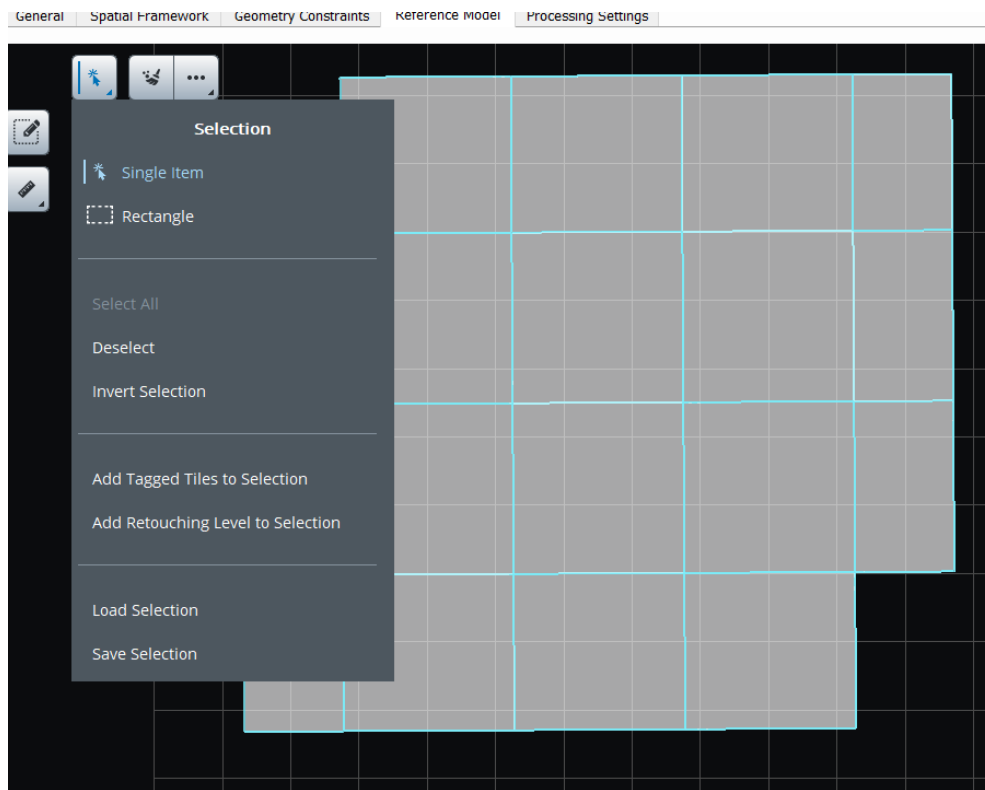 General Spatial Framework Geometry Constraints Reference Model Processing Settings
Selection
Single Item
Rectangle
Select All
Deselect
Invert Selection
Add Tagged Tiles to Selection
Add Retouching Level to Selection
Load Selection
Save Selection